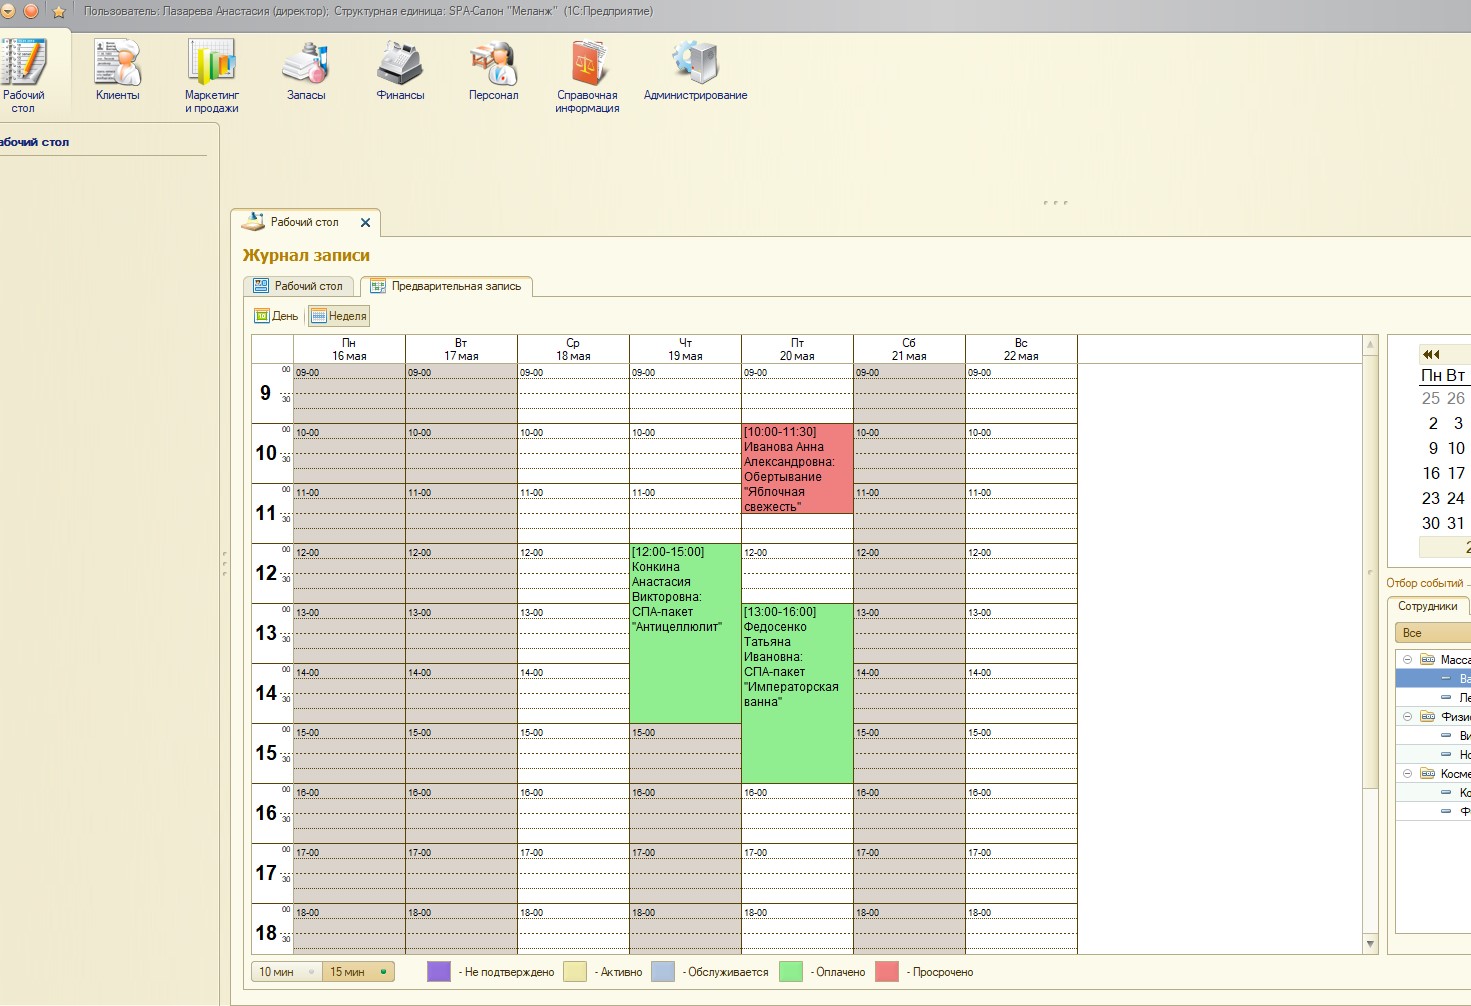 Пользователь: Лазарева Анастасия (директор); Структурная единица: SPA-Салон "Меланж" (1С:Предприятие)
Рабочий
стол
Клиенты
Маркетинг
и продажи
Запасы
Финансы
Персонал
Справочная
информация
Администрирование
абочий стол
Рабочий стол
Журнал записи
Рабочий стол
Предварительная запись
День
Неделя
Пн
16 мая
Вт
17 мая
Ср
18 мая
Чт
19 мая
Пт
20 мая
Сб
21 мая
Вс
22 мая
9 00 30
09-00 09-00 09-00 09-00 09-00 09-00 09-00
10 00 30
10-00 10-00 10-00 10-00 10-00 10-00
[10:00-11:30]
Иванова Анна
Александровна:
Обертывание
"Яблочная
свежесть"
11 00 30
11-00 11-00 11-00 11-00 11-00 11-00
12 00 30
12-00 12-00 12-00 12-00 12-00 12-00
[12:00-15:00]
Конкина
Анастасия
Викторовна:
СПА-пакет
"Антицеллюлит"
13 00 30
13-00 13-00 13-00 13-00 13-00
[13:00-16:00]
Федосенко
Татьяна
Ивановна:
СПА-пакет
"Императорская
ванна"
14 00 30
14-00 14-00 14-00 14-00 14-00
15 00 30
15-00 15-00 15-00 15-00 15-00 15-00
16 00 30
16-00 16-00 16-00 16-00 16-00 16-00 16-00
17 00 30
17-00 17-00 17-00 17-00 17-00 17-00 17-00
18 00 30
18-00 18-00 18-00 18-00 18-00 18-00 18-00
10 мин
15 мин
- Не подтверждено
- Активно
- Обслуживается
- Оплачено
- Просрочено
Пн Вт
25 26
2 3
9 10
16 17
23 24
30 31
2
Отбор событий
Сотрудники
Все
Масса
Ва
Ле
Физи
Ви
Но
Косме
Ко